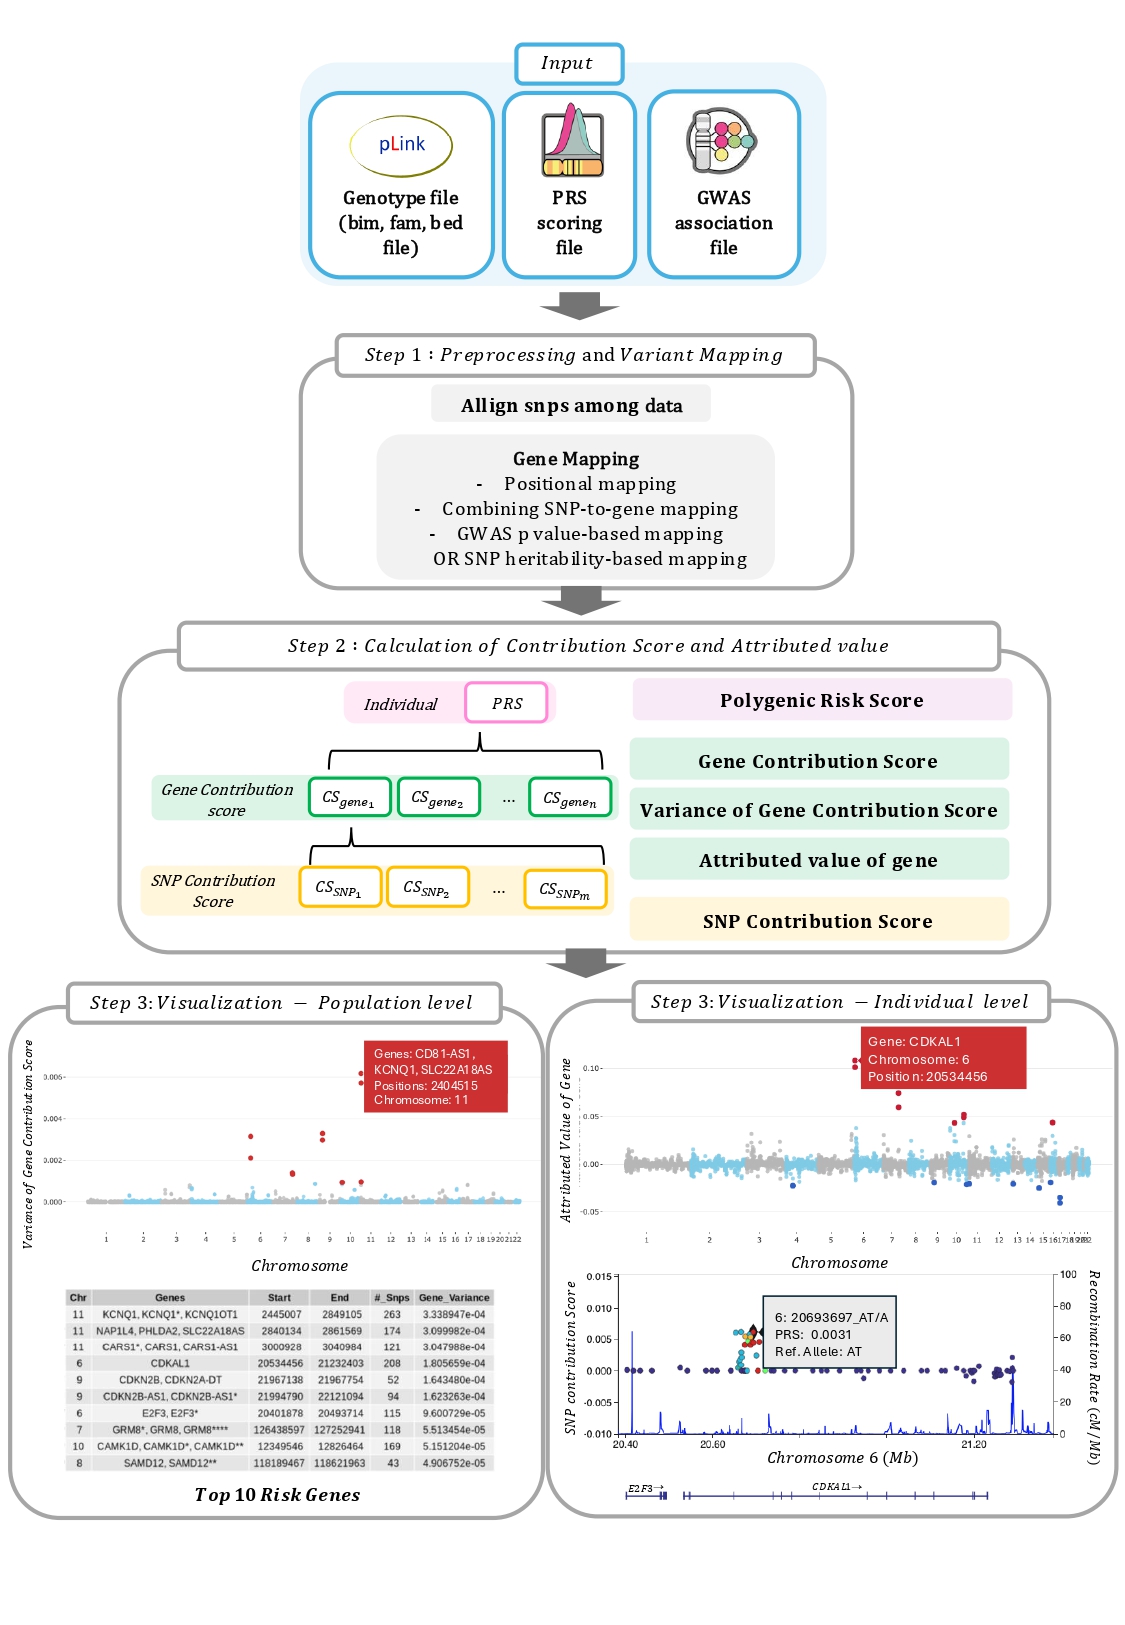 Input
pLink
Genotype file
(bim, fam, bed
file)
PRS
scoring
file
GWAS
association
file
Step 1 : Preprocessing and Variant Mapping
Allign snps among data
Gene Mapping
- Positional mapping
- Combining SNP-to-gene mapping
- GWAS p value-based mapping
OR SNP heritability-based mapping
Step 2 : Calculation of Contribution Score and Attributed value
Individual PRS
Polygenic Risk Score
Gene Contribution
score
CSgene1 CSgene2 ... CSgenen
Gene Contribution Score
Variance of Gene Contribution Score
Attributed value of gene
SNP Contribution
Score
CSSNP1 CSSNP2 ... CSSNPm
SNP Contribution Score
Step 3: Visualization − Population level
Variance of Gene Contribution Score
Genes: CD81-AS1,
KCNQ1, SLC22A18AS
Positions: 2404515
Chromosome: 11
0.006
0.004
0.002
0.000
1 2 3 4 5 6 7 8 9 10 11 12 13 14 15 16 17 18 19 20 21 22
Chromosome
Chr Genes Start End #_Snps Gene_Variance
11 KCNQ1, KCNQ1*, KCNQ1OT1 2445007 2849105 263 3.338947e-04
11 NAP1L4, PHLDA2, SLC22A18AS 2840134 2861569 174 3.099982e-04
11 CARS1*, CARS1, CARS1-AS1 3000928 3040984 121 3.047988e-04
6 CDKAL1 20534456 21232403 208 1.805659e-04
9 CDKN2B, CDKN2A-DT 21967138 21967754 52 1.643480e-04
9 CDKN2B-AS1, CDKN2B-AS1* 21994790 22121094 94 1.623263e-04
6 E2F3, E2F3* 20401878 20493714 115 9.600729e-05
7 GRM8*, GRM8, GRM8**** 126438597 127252941 118 5.513454e-05
10 CAMK1D, CAMK1D*, CAMK1D** 12349546 12826464 169 5.151204e-05
8 SAMD12, SAMD12** 118189467 118621963 43 4.906752e-05
Top 10 Risk Genes
Step 3: Visualization − Individual level
Attributed Value of Gene
Gene: CDKAL1
Chromosome: 6
Position: 20534456
0.10
0.05
0.00
-0.05
1 2 3 4 5 6 7 8 9 10 11 12 13 14 15 16 17 18 19 20 21 22
Chromosome
SNP contribution Score
0.015
0.010
0.005
0.000
-0.005
-0.010
6: 20693697_AT/A
PRS: 0.0031
Ref. Allele: AT
100
80
60
40
20
0
Recombination Rate (cM/Mb)
20.40 20.60 21.20
Chromosome 6 (Mb)
E2F3→
CDKAL1→